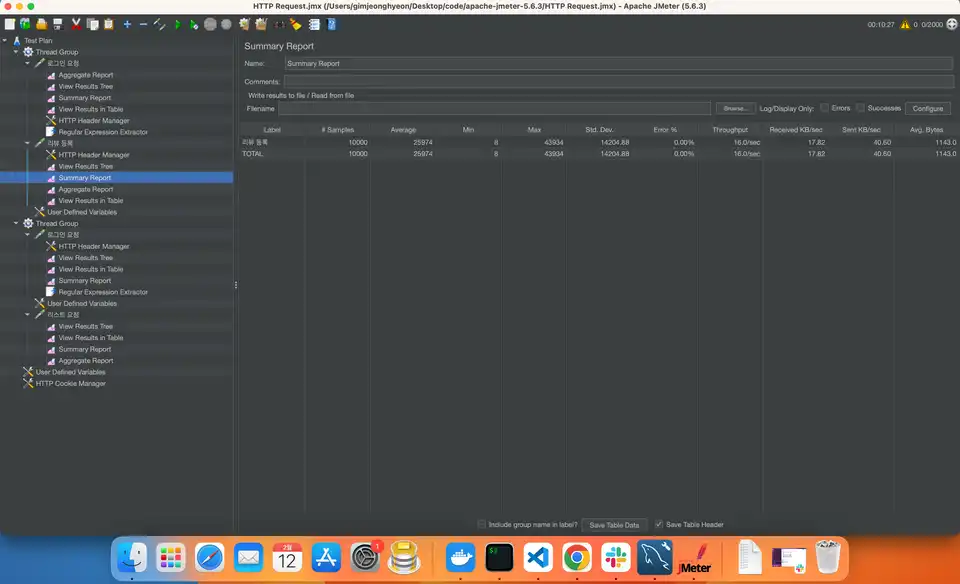 HTTP Request.jmx (/Users/gimjeonghyeon/Desktop/code/apache-jmeter-5.6.3/HTTP Request.jmx) - Apache JMeter (5.6.3)
00:10:27 0 0/2000
Test Plan
Thread Group
로그인 요청
Aggregate Report
View Results Tree
Summary Report
View Results in Table
HTTP Header Manager
Regular Expression Extractor
리뷰 등록
HTTP Header Manager
View Results Tree
Summary Report
Aggregate Report
View Results in Table
User Defined Variables
Thread Group
로그인 요청
HTTP Header Manager
View Results Tree
View Results in Table
Summary Report
Regular Expression Extractor
User Defined Variables
리스트 요청
View Results Tree
View Results in Table
Summary Report
Aggregate Report
User Defined Variables
HTTP Cookie Manager
Summary Report
Name: Summary Report
Comments:
Write results to file / Read from file
Filename Browse... Log/Display Only: Errors Successes Configure
Label # Samples Average Min Max Std. Dev. Error % Throughput Received KB/sec Sent KB/sec Avg. Bytes
리뷰 등록 10000 25974 8 43934 14204.88 0.00% 16.0/sec 17.82 40.60 1143.0
TOTAL 10000 25974 8 43934 14204.88 0.00% 16.0/sec 17.82 40.60 1143.0
Include group name in label? Save Table Data Save Table Header
2월
12
1
JMeter